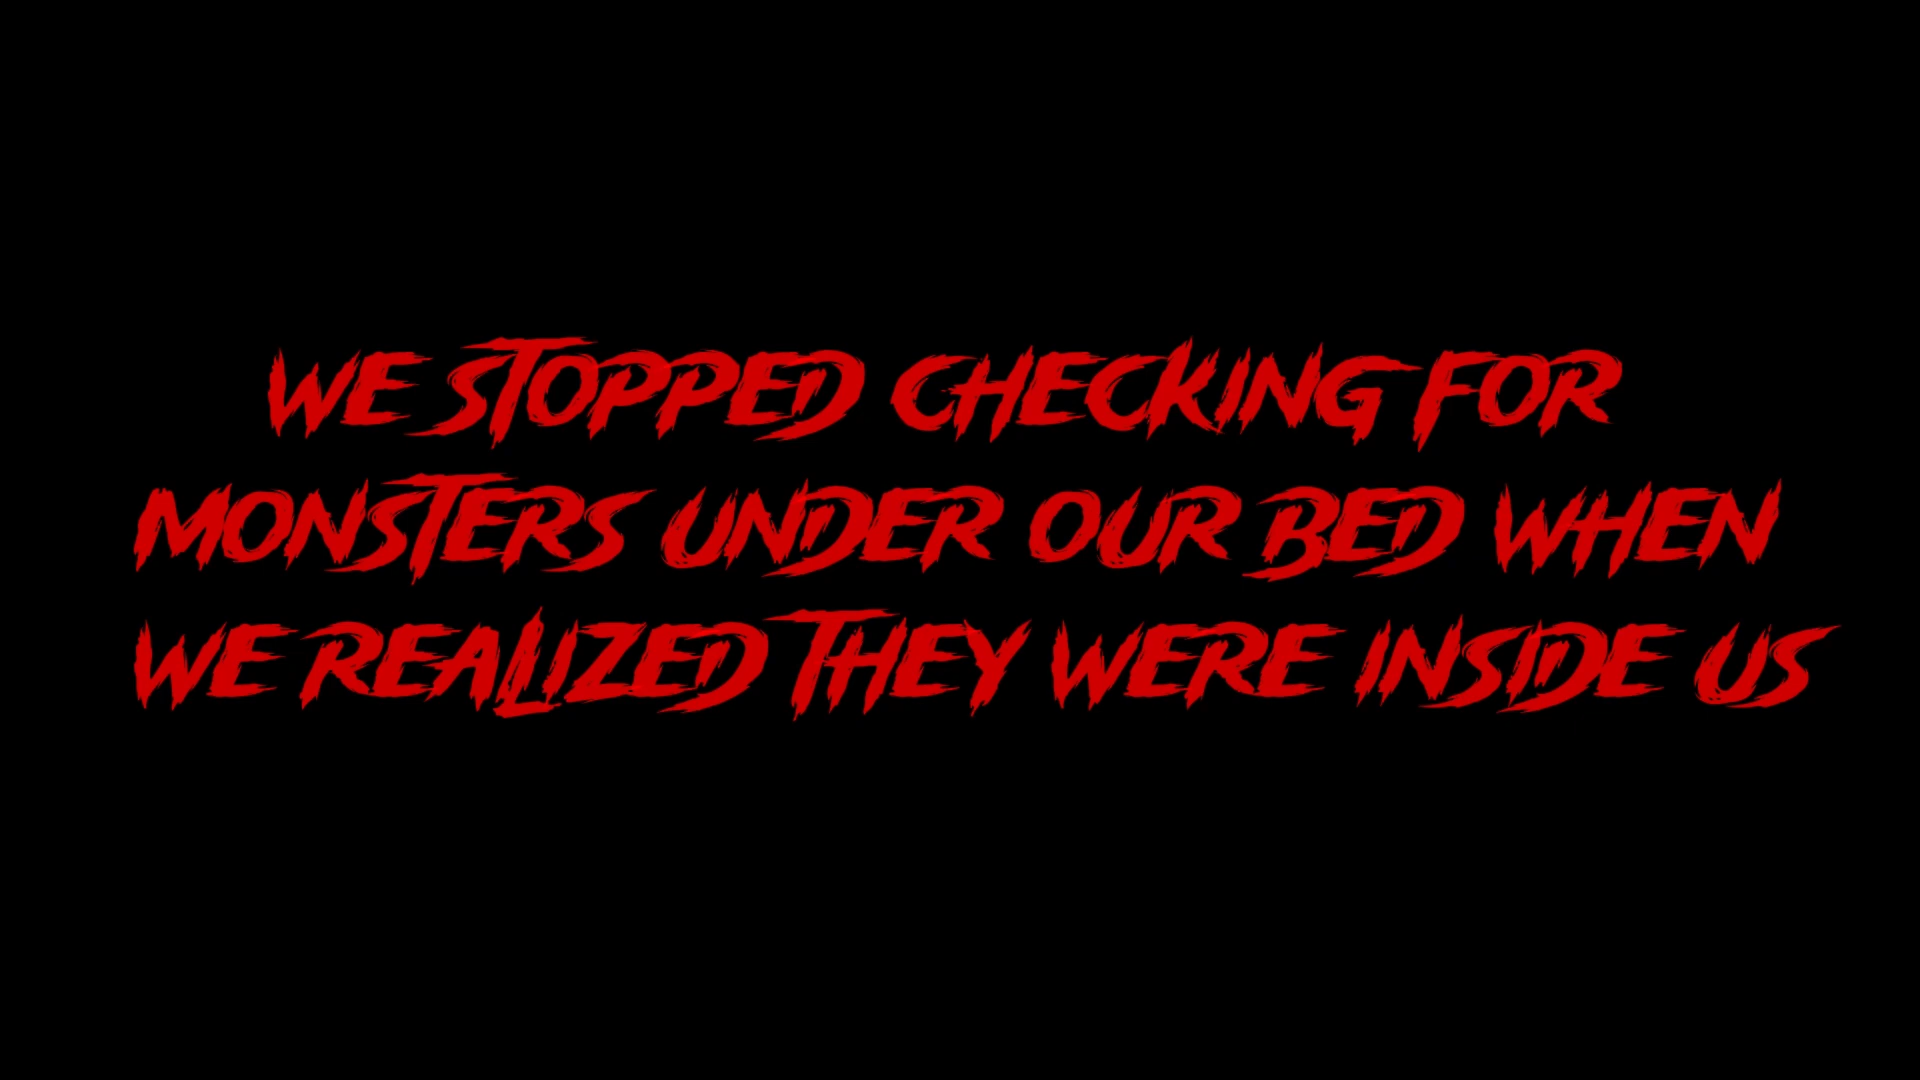 WE STOPPED CHECKING FOR
MONSTERS UNDER OUR BED WHEN
WE REALIZED THEY WERE INSIDE US